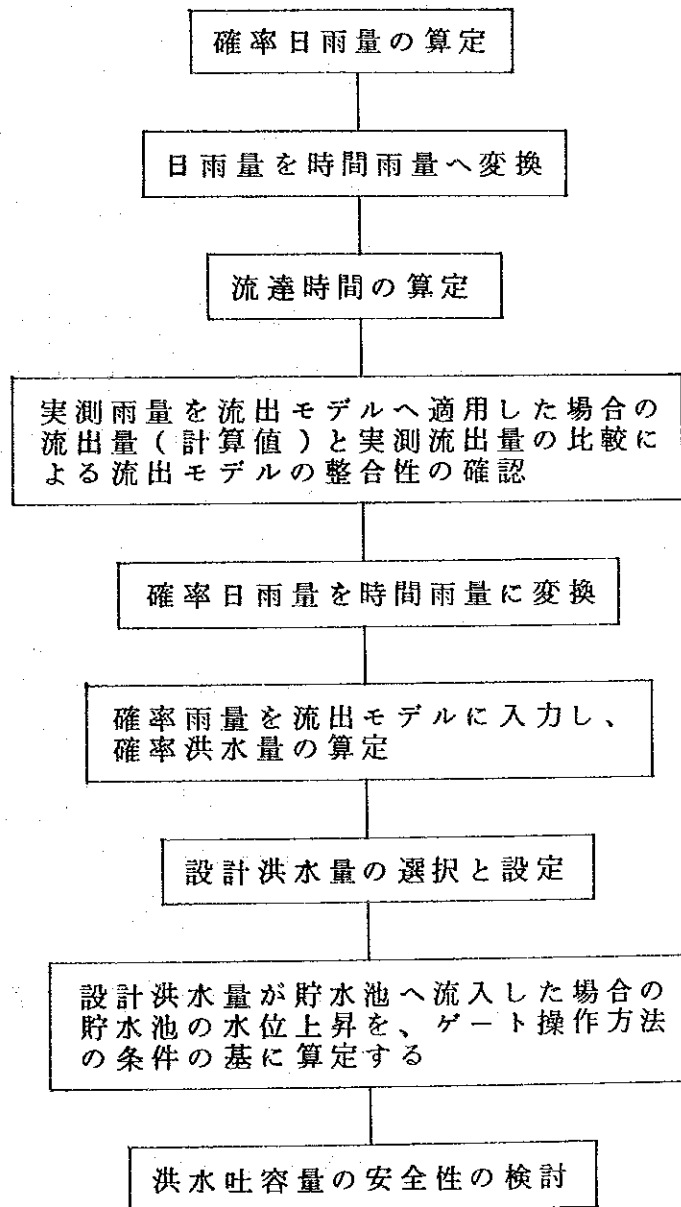 確率日雨量の算定
日雨量を時間雨量へ変換
流達時間の算定
実測雨量を流出モデルへ適用した場合の
流出量(計算値)と実測流出量の比較に
よる流出モデルの整合性の確認
確率日雨量を時間雨量に変換
確率雨量を流出モデルに入力し、
確率洪水量の算定
設計洪水量の選択と設定
設計洪水量が貯水池へ流入した場合の
貯水池の水位上昇を、ゲート操作方法
の条件の基に算定する
洪水吐容量の安全性の検討